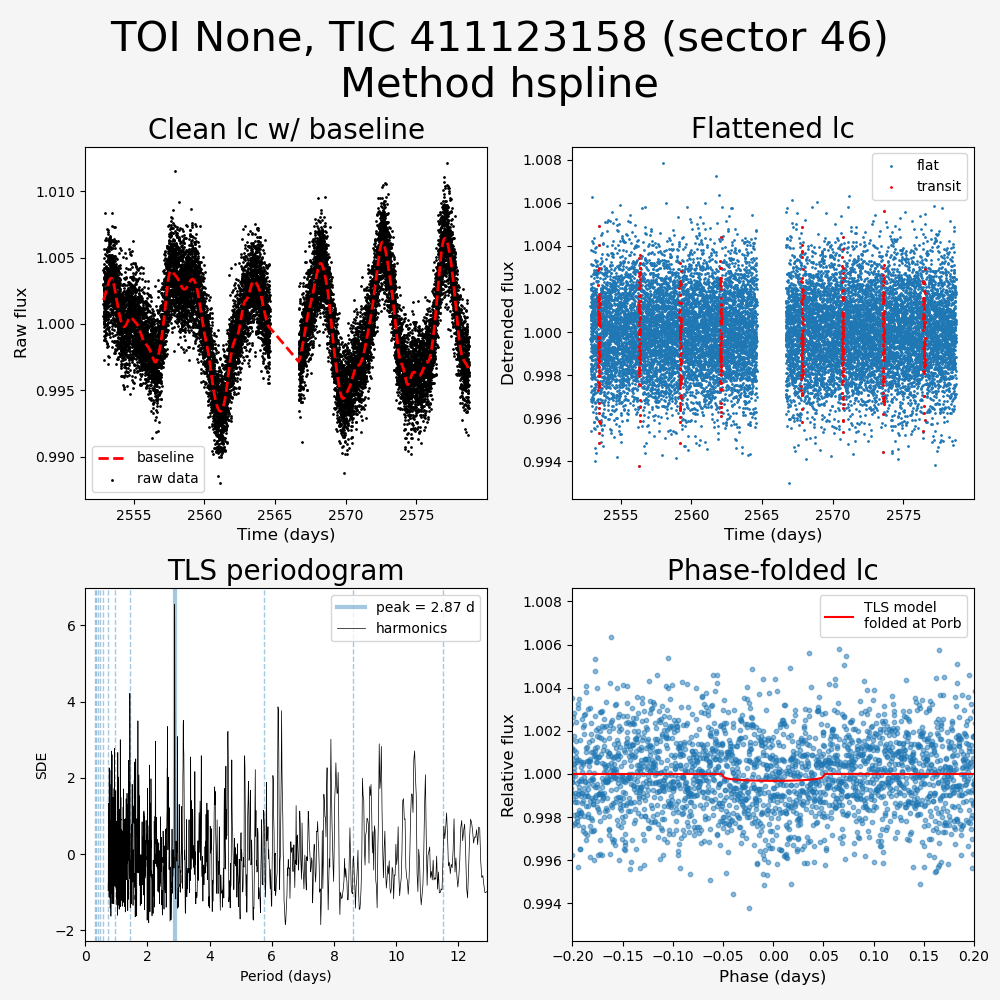 TOI None, TIC 411123158 (sector 46)
Method hspline
Clean lc w/ baseline
Raw flux
1.010
1.005
1.000
0.995
0.990
baseline
raw data
2555
2560
2565
2570
2575
Time (days)
Flattened lc
Detrended flux
1.008
1.006
1.004
1.002
1.000
0.998
0.996
0.994
flat
transit
2555
2560
2565
2570
2575
Time (days)
TLS periodogram
SDE
6
4
2
0
−2
peak = 2.87 d
harmonics
0
2
4
6
8
10
12
Period (days)
Phase-folded lc
Relative flux
1.008
1.006
1.004
1.002
1.000
0.998
0.996
0.994
TLS model
folded at Porb
−0.20
−0.15
−0.10
−0.05
0.00
0.05
0.10
0.15
0.20
Phase (days)